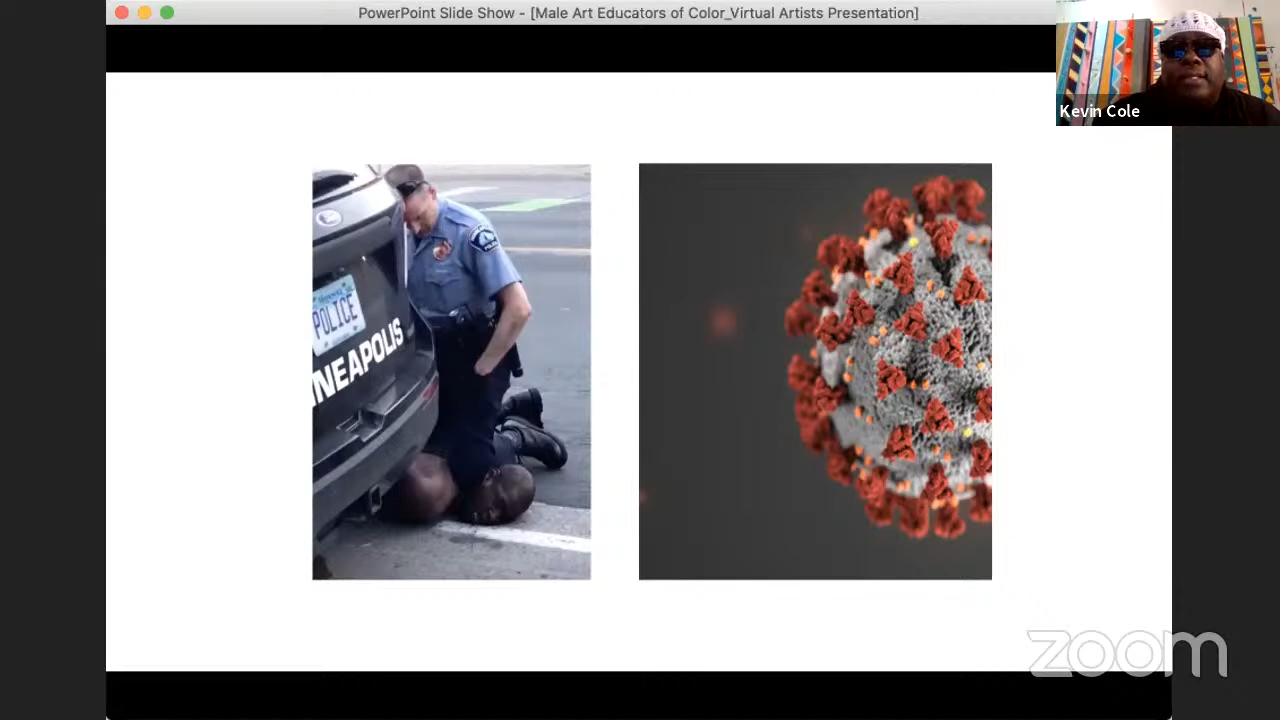 PowerPoint Slide Show - [Male Art Educators of Color_Virtual Artists Presentation]
Kevin Cole
POLICE
NEAPOLIS
zoom